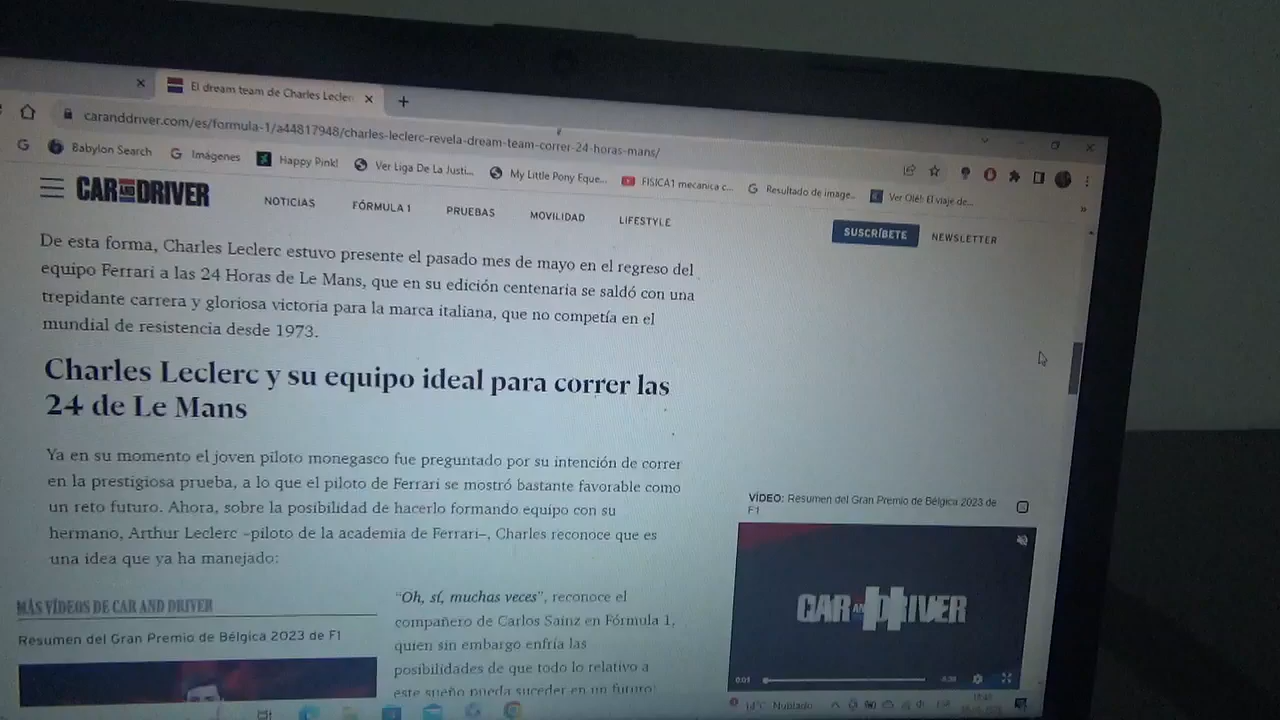 El dream team de Charles Lecler
caranddriver.com/es/formula-1/a44817948/charles-leclerc-revela-dream-team-correr-24-horas-mans/
Babylon Search
Imágenes
Happy Pink!
Ver Liga De La Justi...
My Little Pony Eque...
FISICA1 mecanica c...
Resultado de image...
Ver Olé! El viaje de...
CAR AND DRIVER
NOTICIAS
FÓRMULA 1
PRUEBAS
MOVILIDAD
LIFESTYLE
SUSCRÍBETE
NEWSLETTER
De esta forma, Charles Leclerc estuvo presente el pasado mes de mayo en el regreso del
equipo Ferrari a las 24 Horas de Le Mans, que en su edición centenaria se saldó con una
trepidante carrera y gloriosa victoria para la marca italiana, que no competía en el
mundial de resistencia desde 1973.
Charles Leclerc y su equipo ideal para correr las
24 de Le Mans
Ya en su momento el joven piloto monegasco fue preguntado por su intención de correr
en la prestigiosa prueba, a lo que el piloto de Ferrari se mostró bastante favorable como
un reto futuro. Ahora, sobre la posibilidad de hacerlo formando equipo con su
hermano, Arthur Leclerc –piloto de la academia de Ferrari–, Charles reconoce que es
una idea que ya ha manejado:
MÁS VÍDEOS DE CAR AND DRIVER
Resumen del Gran Premio de Bélgica 2023 de F1
“Oh, sí, muchas veces”, reconoce el
compañero de Carlos Sainz en Fórmula 1,
quien sin embargo enfría las
posibilidades de que todo lo relativo a
este sueño pueda suceder en un futuro
VÍDEO: Resumen del Gran Premio de Bélgica 2023 de
F1
CAR AND DRIVER
0:01
14°C Nublado